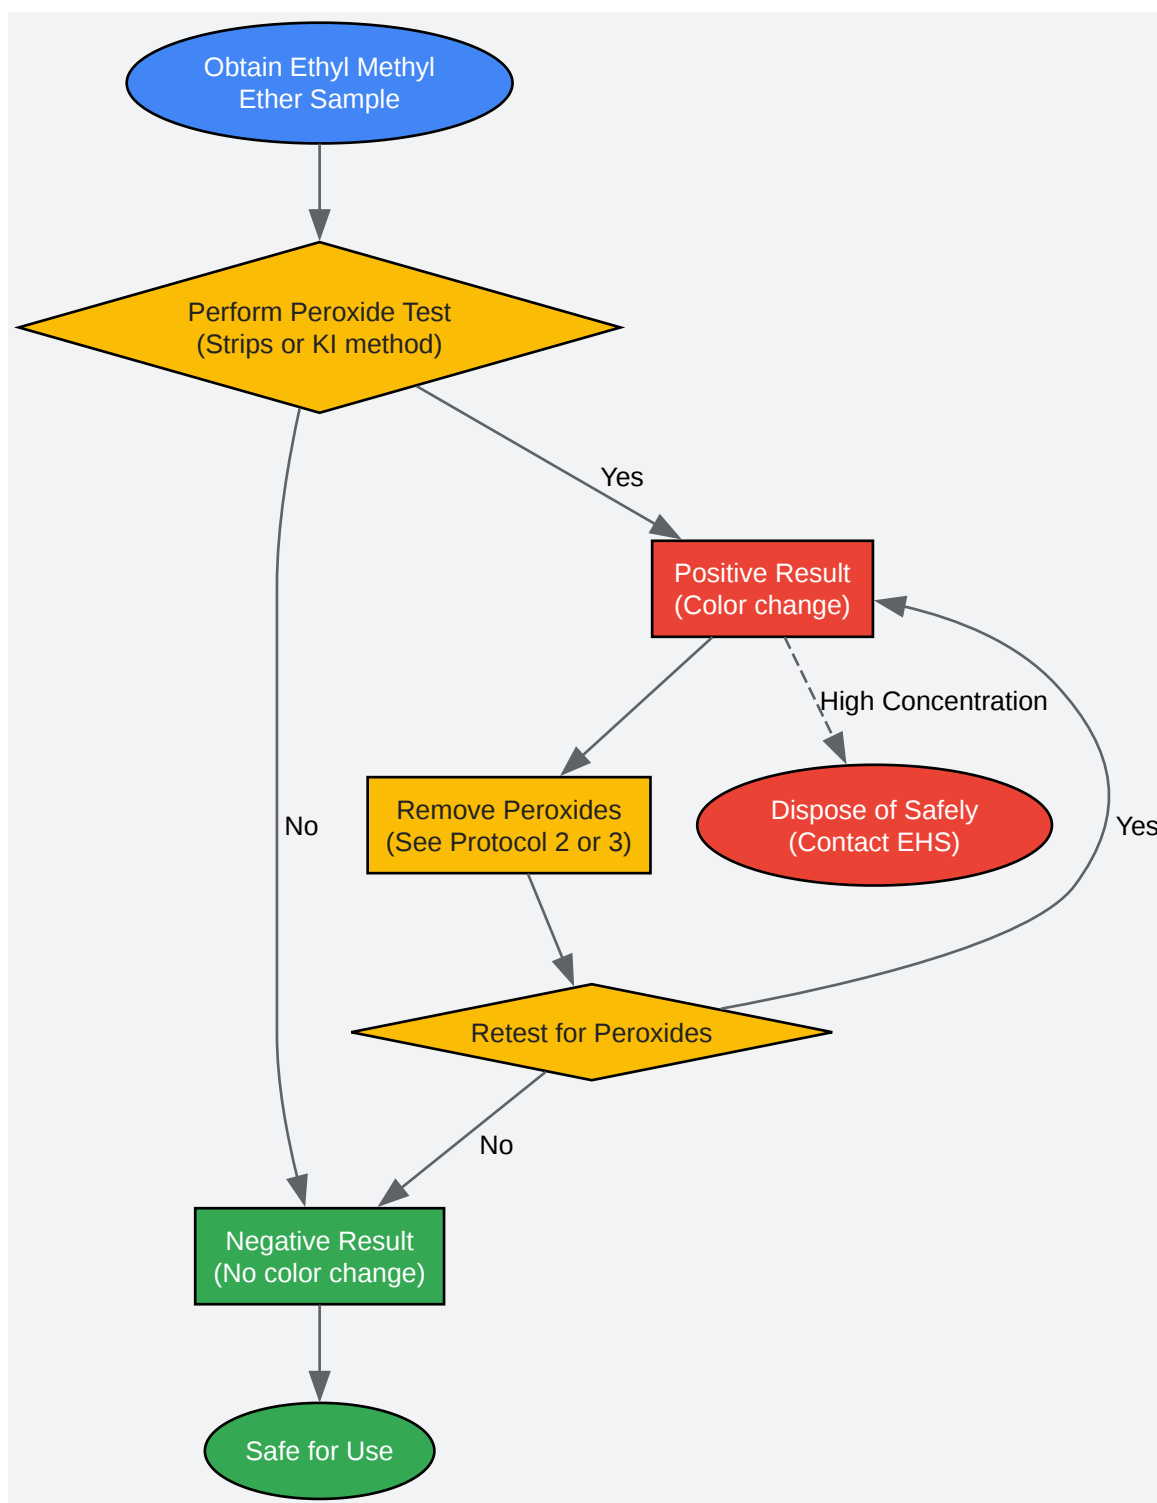 Obtain Ethyl Methyl
Ether Sample
Perform Peroxide Test
(Strips or KI method)
Yes
Positive Result
(Color change)
High Concentration
Remove Peroxides
(See Protocol 2 or 3)
Dispose of Safely
(Contact EHS)
No
Yes
Retest for Peroxides
No
Negative Result
(No color change)
Safe for Use